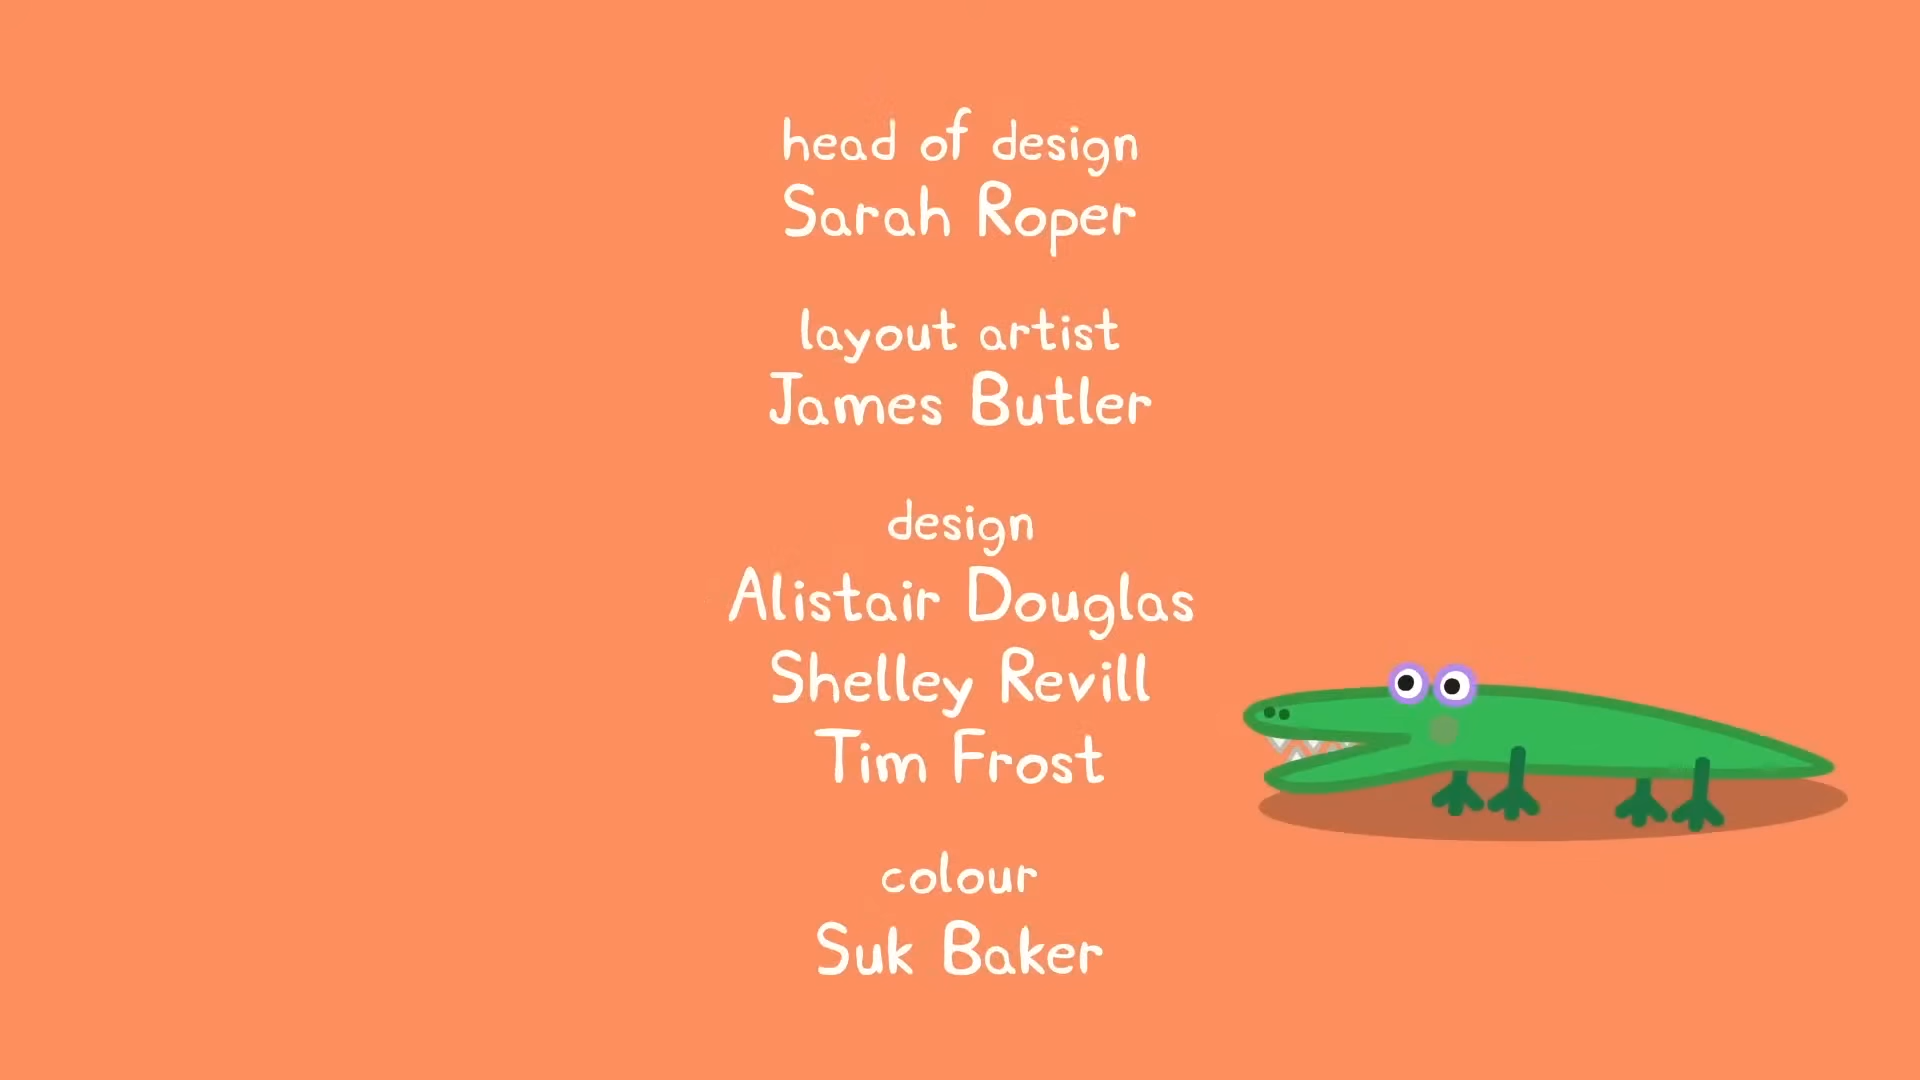 head of design
Sarah Roper
layout artist
James Butler
design
Alistair Douglas
Shelley Revill
Tim Frost
colour
Suk Baker